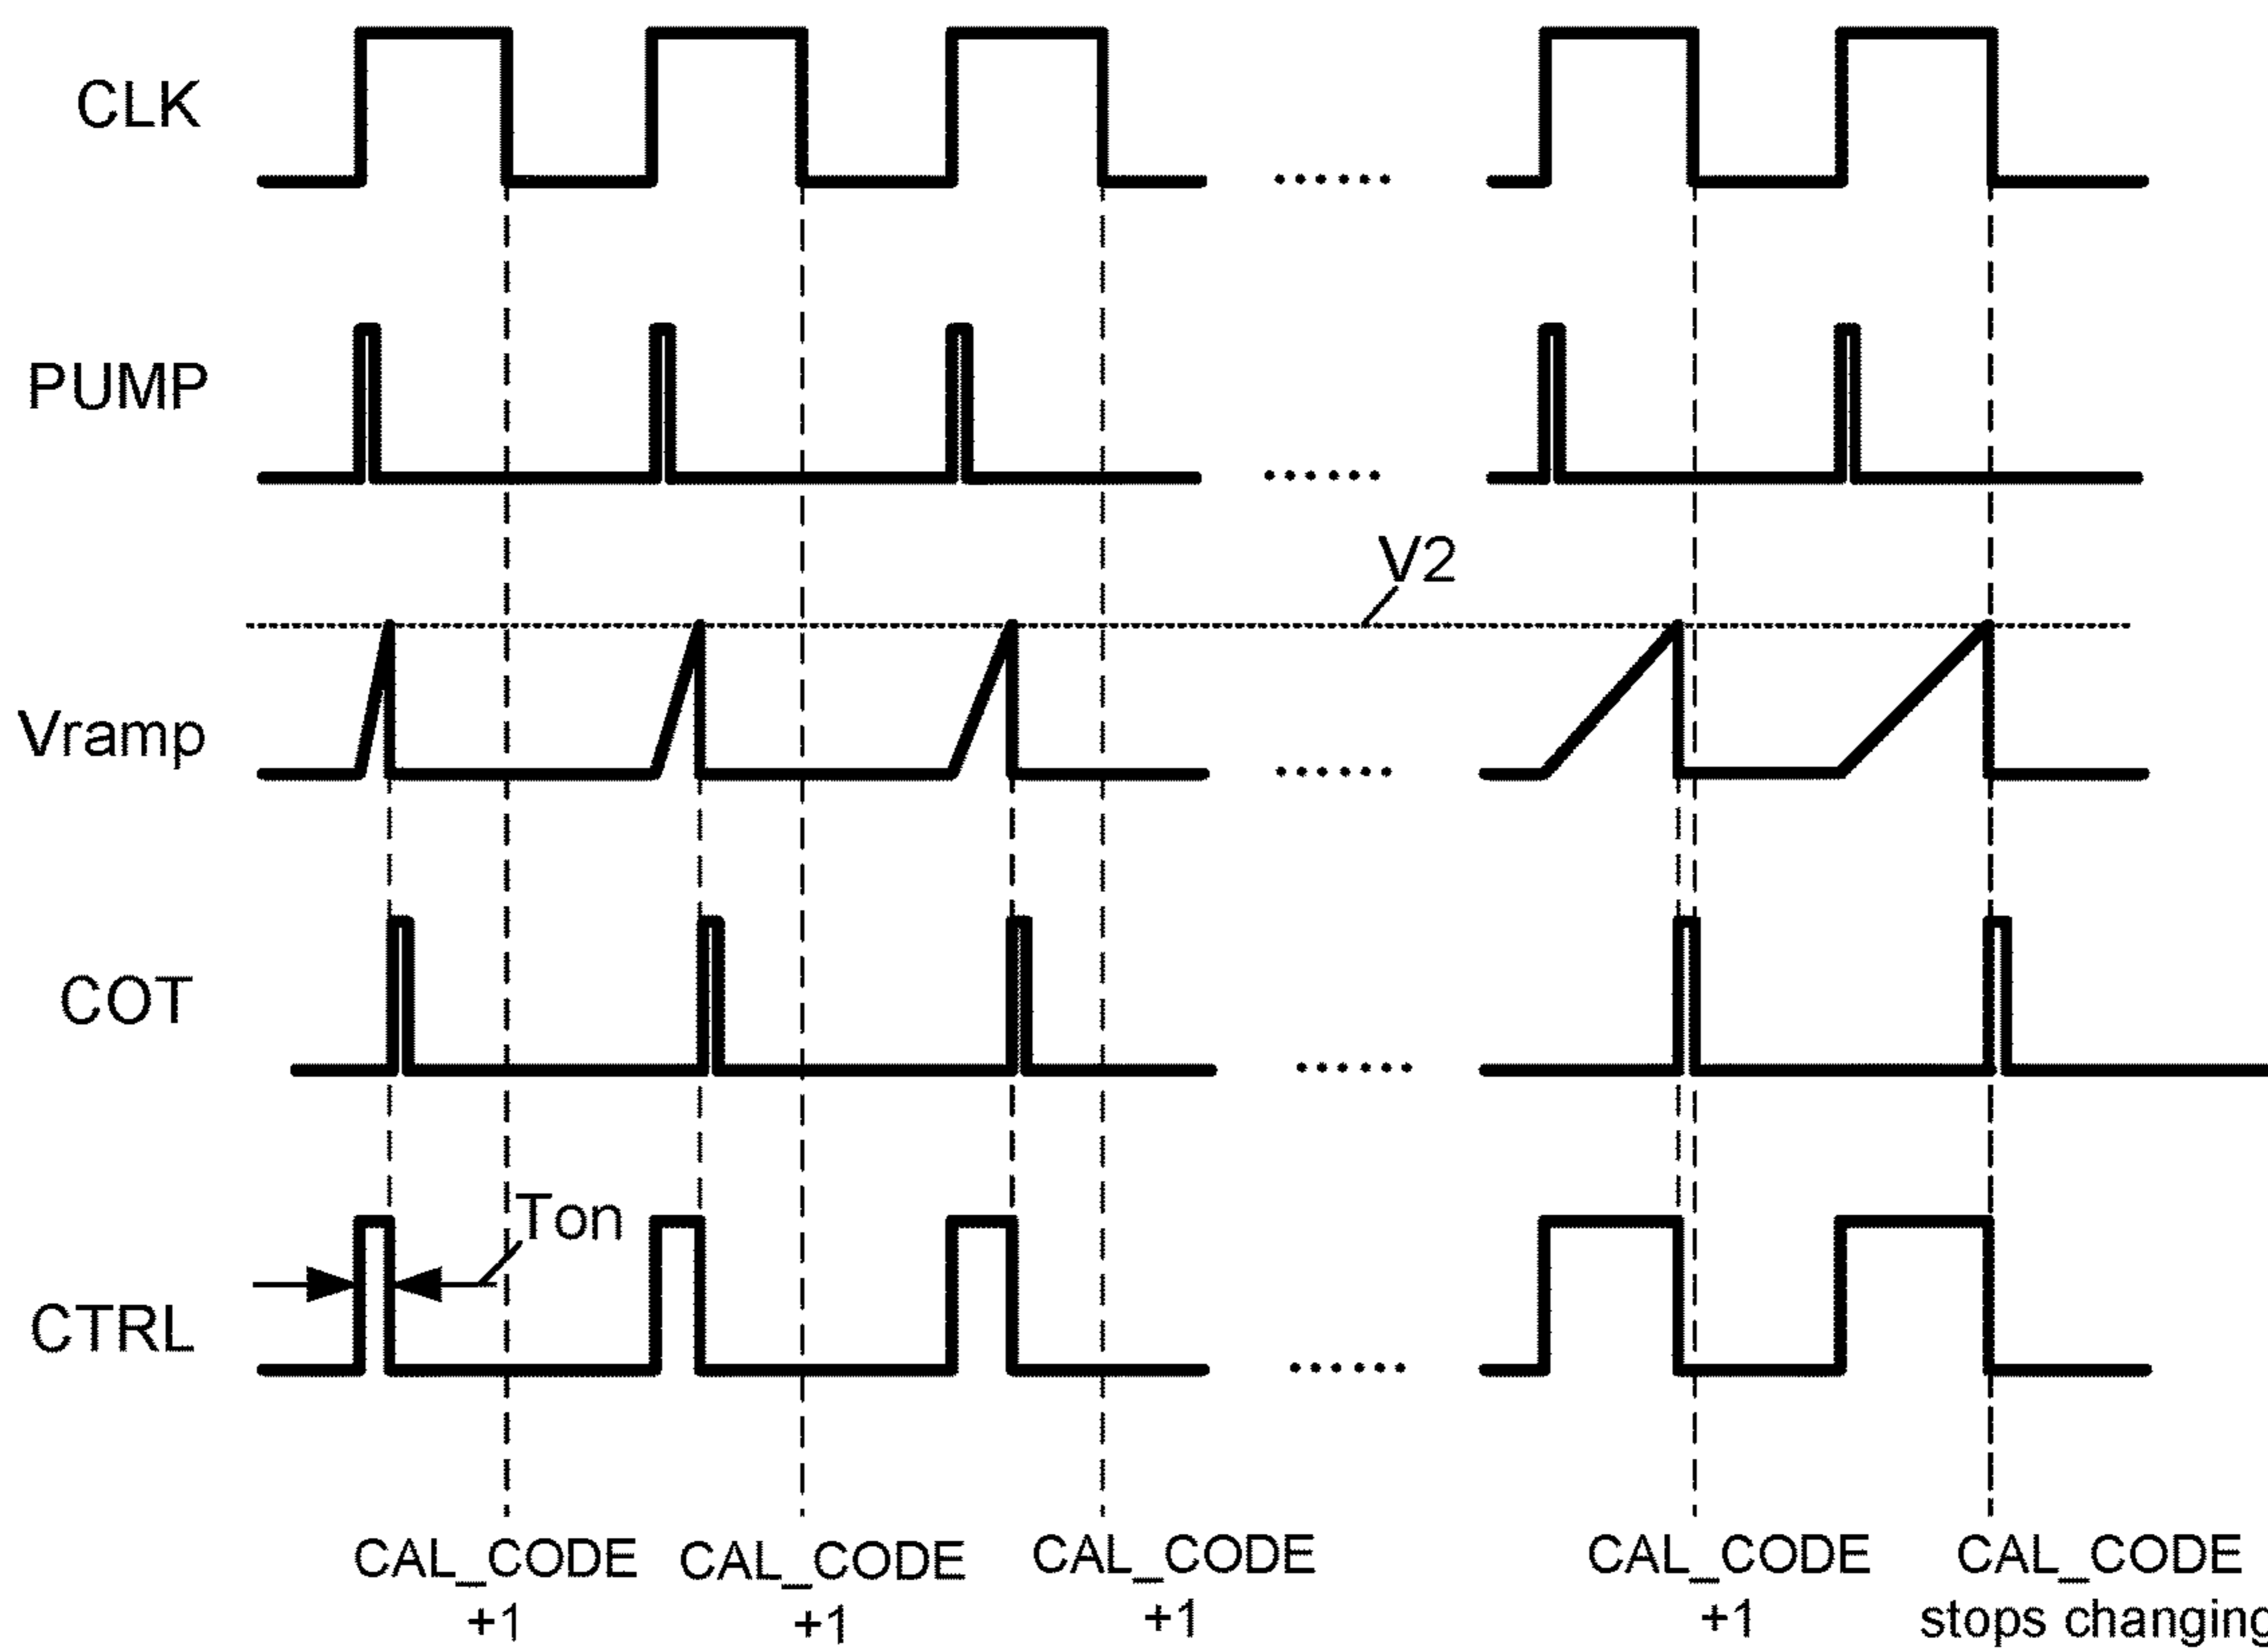 CLK
PUMP
V2
Vramp
COT
Ton
CTRL
CAL_CODE
+1
CAL_CODE
+1
CAL_CODE
+1
CAL_CODE
+1
CAL_CODE
stops changing